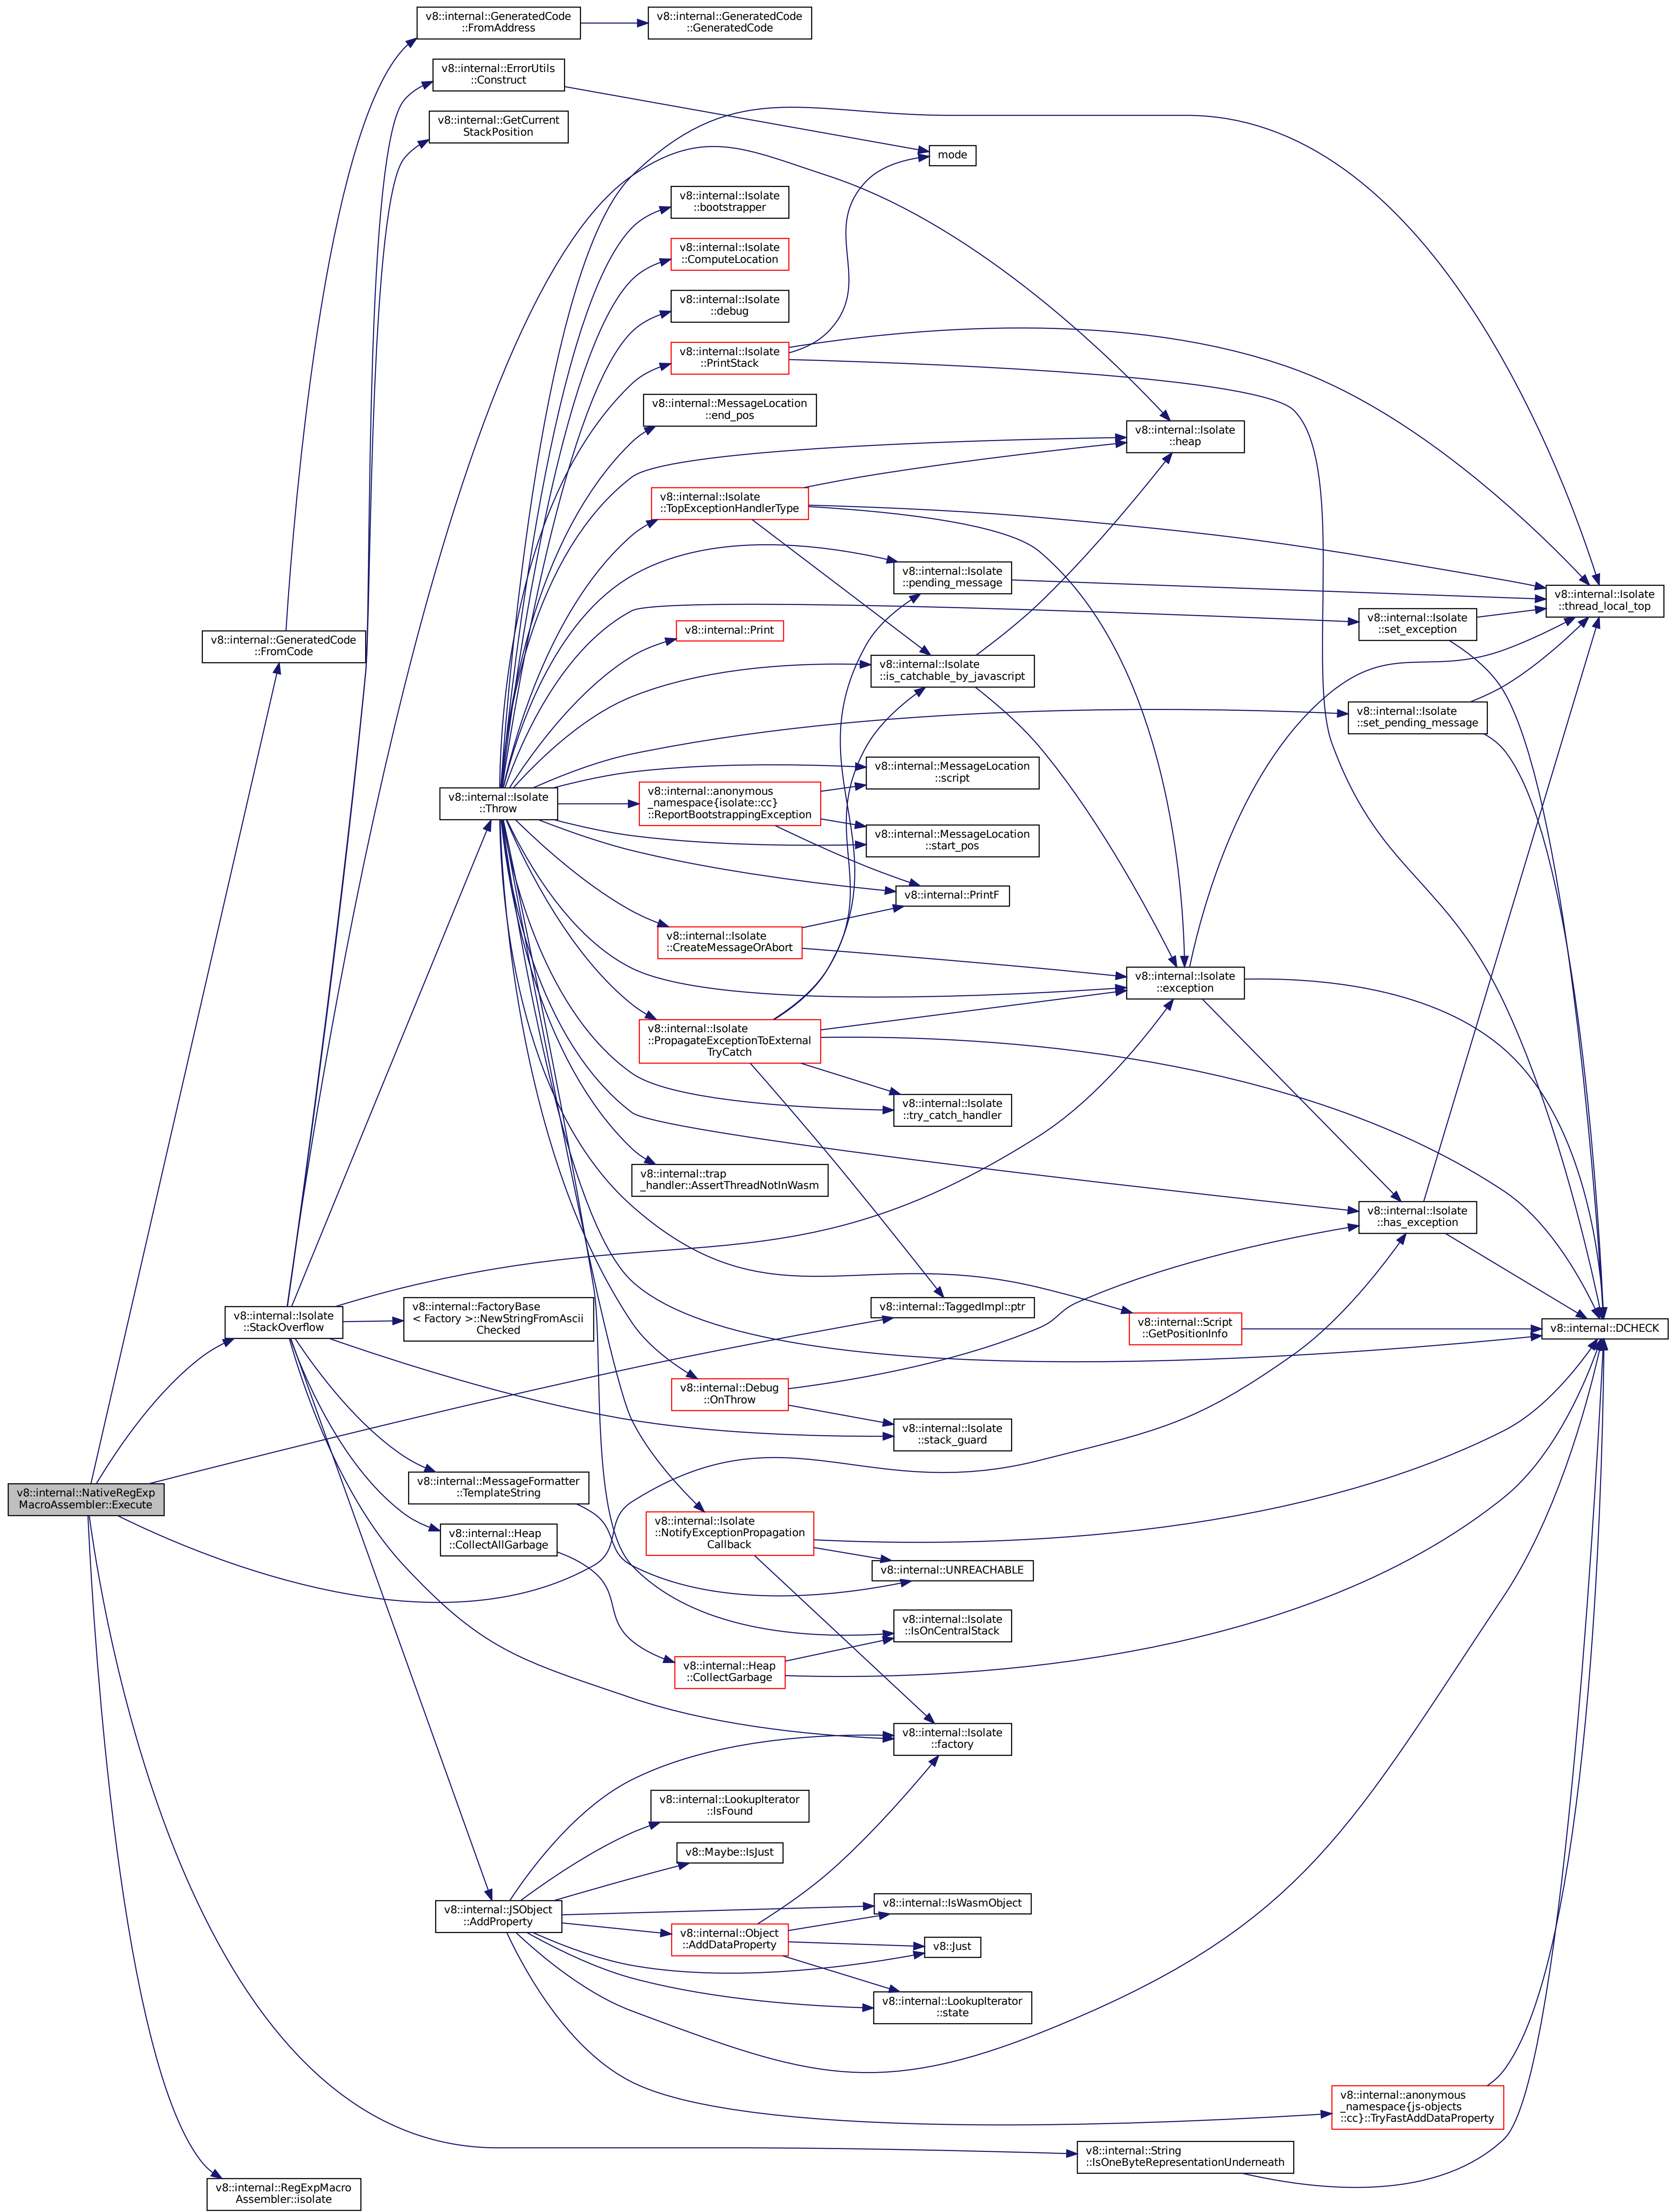 v8::internal::GeneratedCode
::FromAddress
v8::internal::GeneratedCode
::GeneratedCode
v8::internal::ErrorUtils
::Construct
v8::internal::GetCurrent
StackPosition
mode
v8::internal::Isolate
::bootstrapper
v8::internal::Isolate
::ComputeLocation
v8::internal::Isolate
::debug
v8::internal::Isolate
::PrintStack
v8::internal::MessageLocation
::end_pos
v8::internal::Isolate
::heap
v8::internal::Isolate
::TopExceptionHandlerType
v8::internal::Isolate
::pending_message
v8::internal::Isolate
::thread_local_top
v8::internal::Isolate
::set_exception
v8::internal::Print
v8::internal::GeneratedCode
::FromCode
v8::internal::Isolate
::is_catchable_by_javascript
v8::internal::Isolate
::set_pending_message
v8::internal::MessageLocation
::script
v8::internal::Isolate
::Throw
v8::internal::anonymous
_namespace{isolate::cc}
::ReportBootstrappingException
v8::internal::MessageLocation
::start_pos
v8::internal::PrintF
v8::internal::Isolate
::CreateMessageOrAbort
v8::internal::Isolate
::exception
v8::internal::Isolate
::PropagateExceptionToExternal
TryCatch
v8::internal::Isolate
::try_catch_handler
v8::internal::trap
_handler::AssertThreadNotInWasm
v8::internal::Isolate
::has_exception
v8::internal::TaggedImpl::ptr
v8::internal::Isolate
::StackOverflow
v8::internal::FactoryBase
< Factory >::NewStringFromAscii
Checked
v8::internal::Script
::GetPositionInfo
v8::internal::DCHECK
v8::internal::Debug
::OnThrow
v8::internal::Isolate
::stack_guard
v8::internal::NativeRegExp
MacroAssembler::Execute
v8::internal::MessageFormatter
::TemplateString
v8::internal::Heap
::CollectAllGarbage
v8::internal::Isolate
::NotifyExceptionPropagation
Callback
v8::internal::UNREACHABLE
v8::internal::Isolate
::IsOnCentralStack
v8::internal::Heap
::CollectGarbage
v8::internal::Isolate
::factory
v8::internal::LookupIterator
::IsFound
v8::Maybe::IsJust
v8::internal::JSObject
::AddProperty
v8::internal::IsWasmObject
v8::internal::Object
::AddDataProperty
v8::Just
v8::internal::LookupIterator
::state
v8::internal::anonymous
_namespace{js-objects
::cc}::TryFastAddDataProperty
v8::internal::String
::IsOneByteRepresentationUnderneath
v8::internal::RegExpMacro
Assembler::isolate